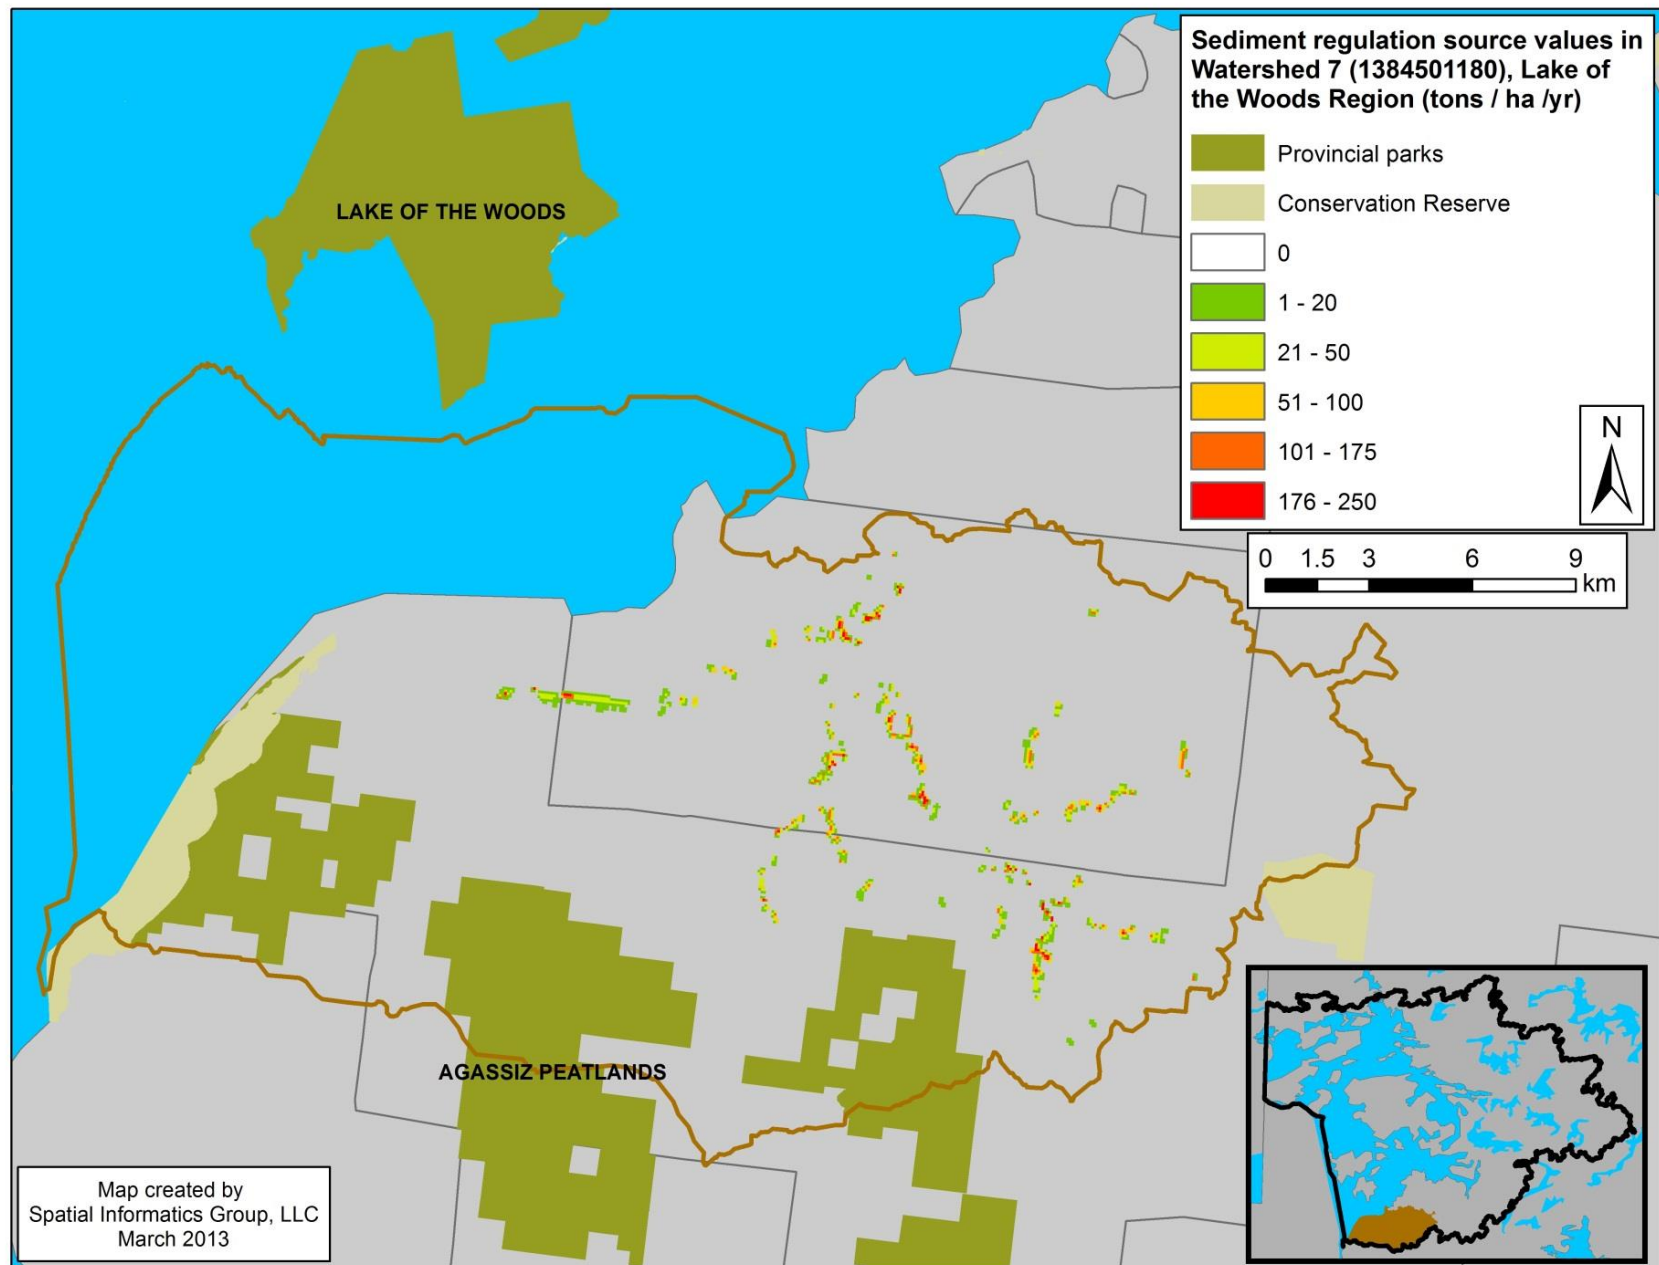 Sediment regulation source values in
Watershed 7 (1384501180), Lake of
the Woods Region (tons / ha /yr)
Provincial parks
Conservation Reserve
0
1 - 20
21 - 50
51 - 100
101 - 175
176 - 250
N
0 1.5 3 6 9
km
LAKE OF THE WOODS
AGASSIZ PEATLANDS
Map created by
Spatial Informatics Group, LLC
March 2013